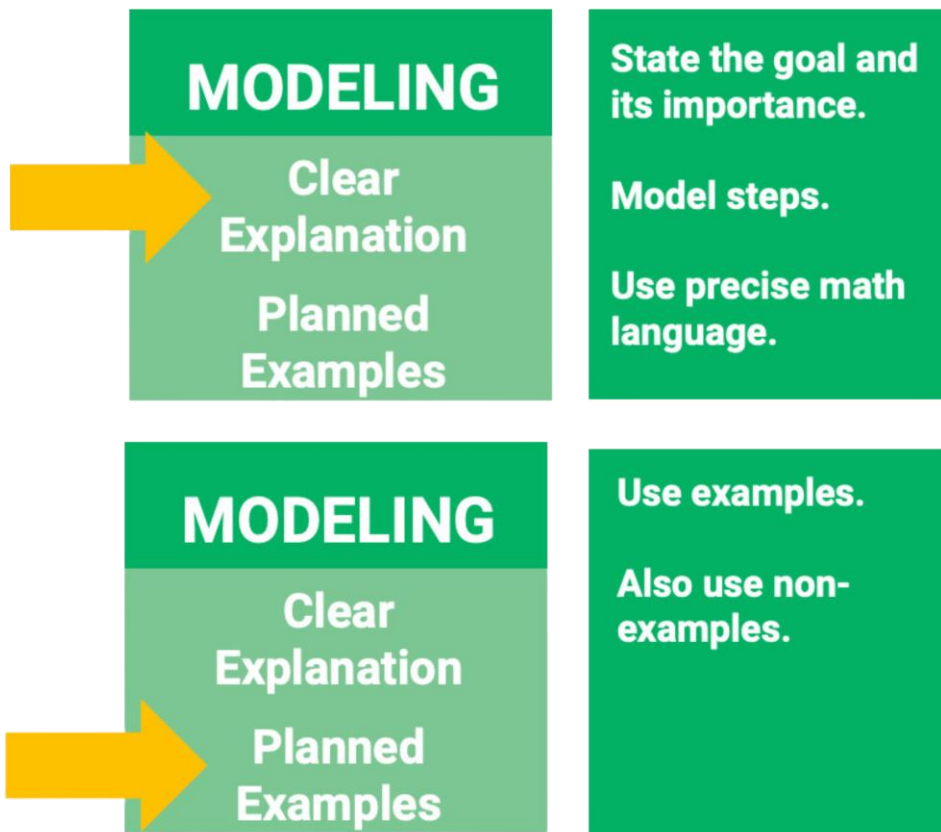 MODELING
Clear
Explanation
Planned
Examples
State the goal and
its importance.
Model steps.
Use precise math
language.
MODELING
Clear
Explanation
Planned
Examples
Use examples.
Also use non-
examples.